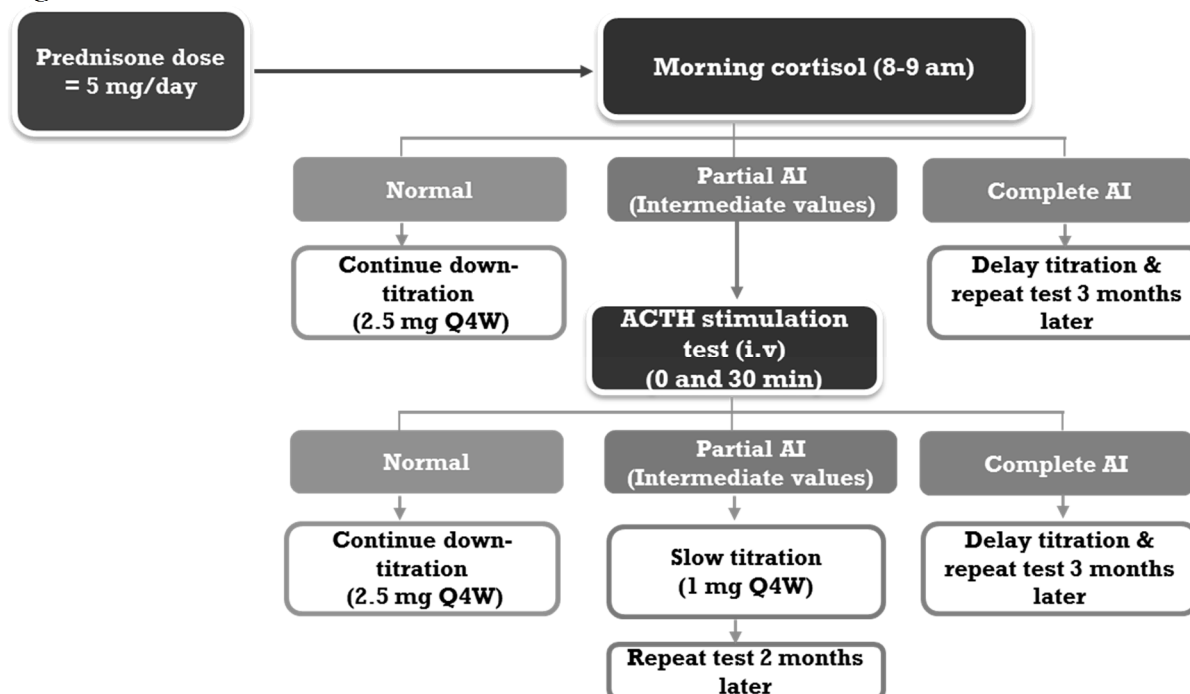 Prednisone dose
= 5 mg/day
Morning cortisol (8-9 am)
Normal
Partial AI
(Intermediate values)
Complete AI
Continue down-
titration
(2.5 mg Q4W)
Delay titration &
repeat test 3 months
later
ACTH stimulation
test (i.v)
(0 and 30 min)
Normal
Partial AI
(Intermediate values)
Complete AI
Continue down-
titration
(2.5 mg Q4W)
Slow titration
(1 mg Q4W)
Delay titration &
repeat test 3 months
later
Repeat test 2 months
later